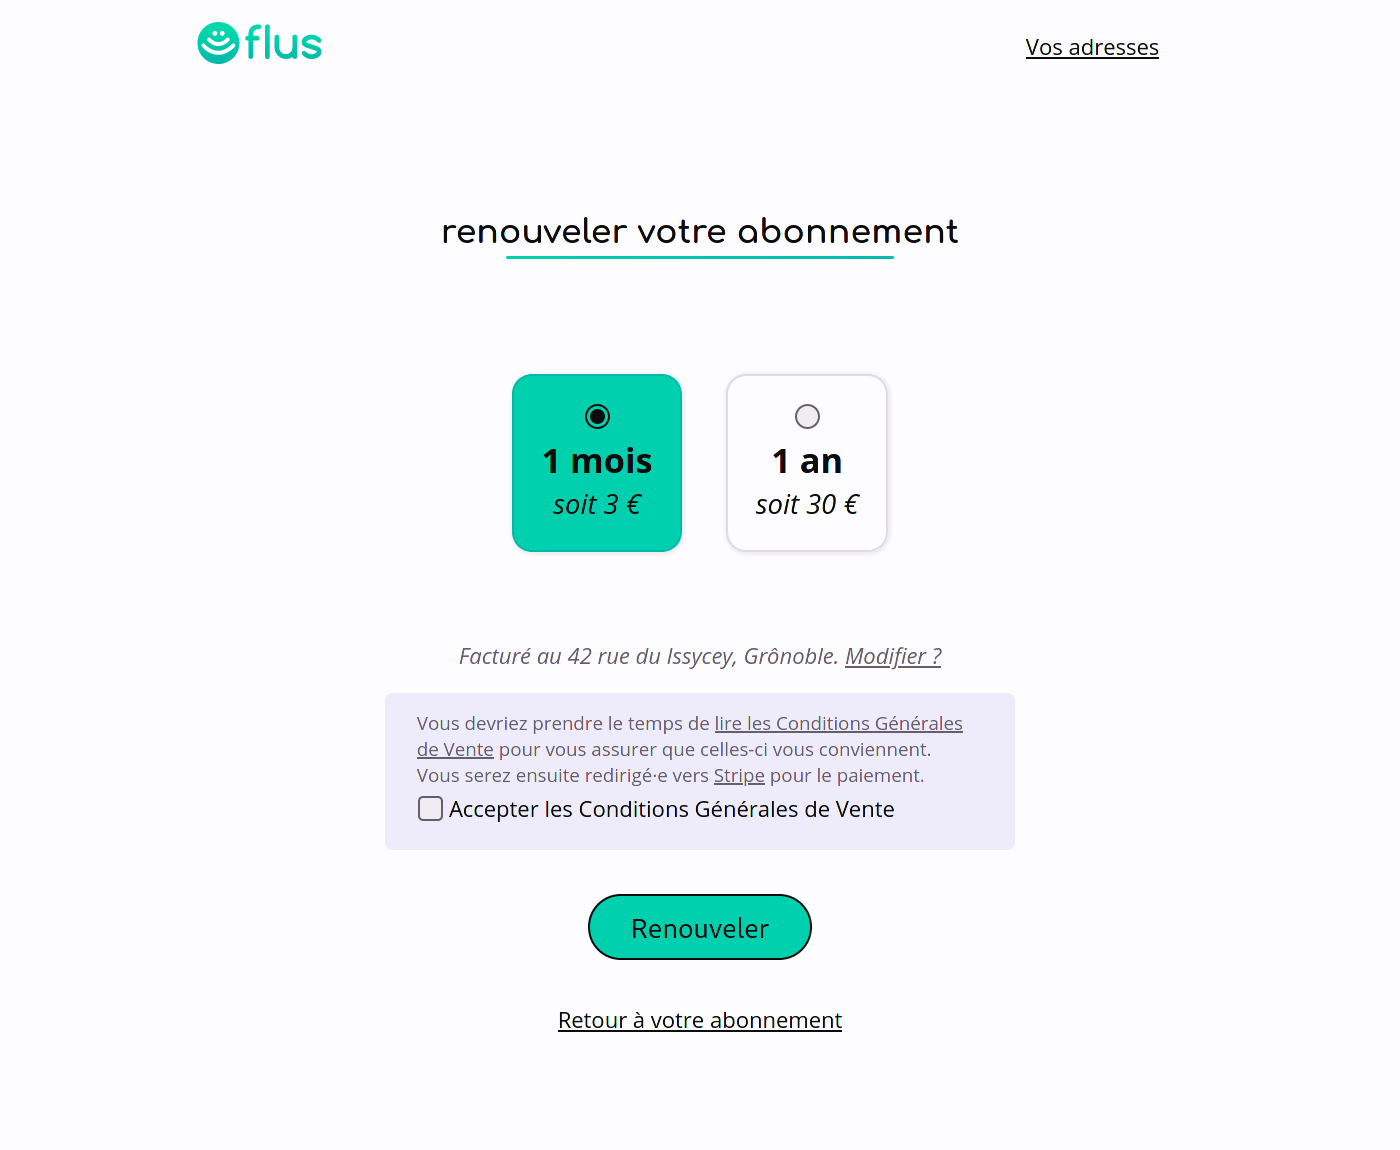 flus
Vos adresses
renouveler votre abonnement
1 mois
soit 3 €
1 an
soit 30 €
Facturé au 42 rue du Issycey, Grônoble. Modifier ?
Vous devriez prendre le temps de lire les Conditions Générales
de Vente pour vous assurer que celles-ci vous conviennent.
Vous serez ensuite redirigé·e vers Stripe pour le paiement.
Accepter les Conditions Générales de Vente
Renouveler
Retour à votre abonnement